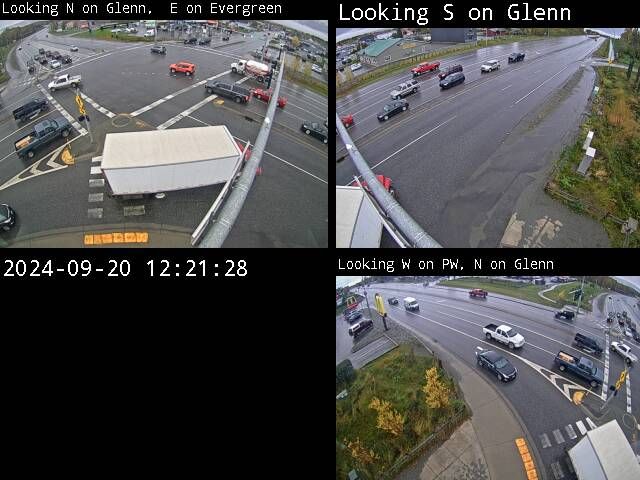 Looking N on Glenn,  E on Evergreen
Looking S on Glenn
2024-09-20 12:21:28
Looking W on PW, N on Glenn